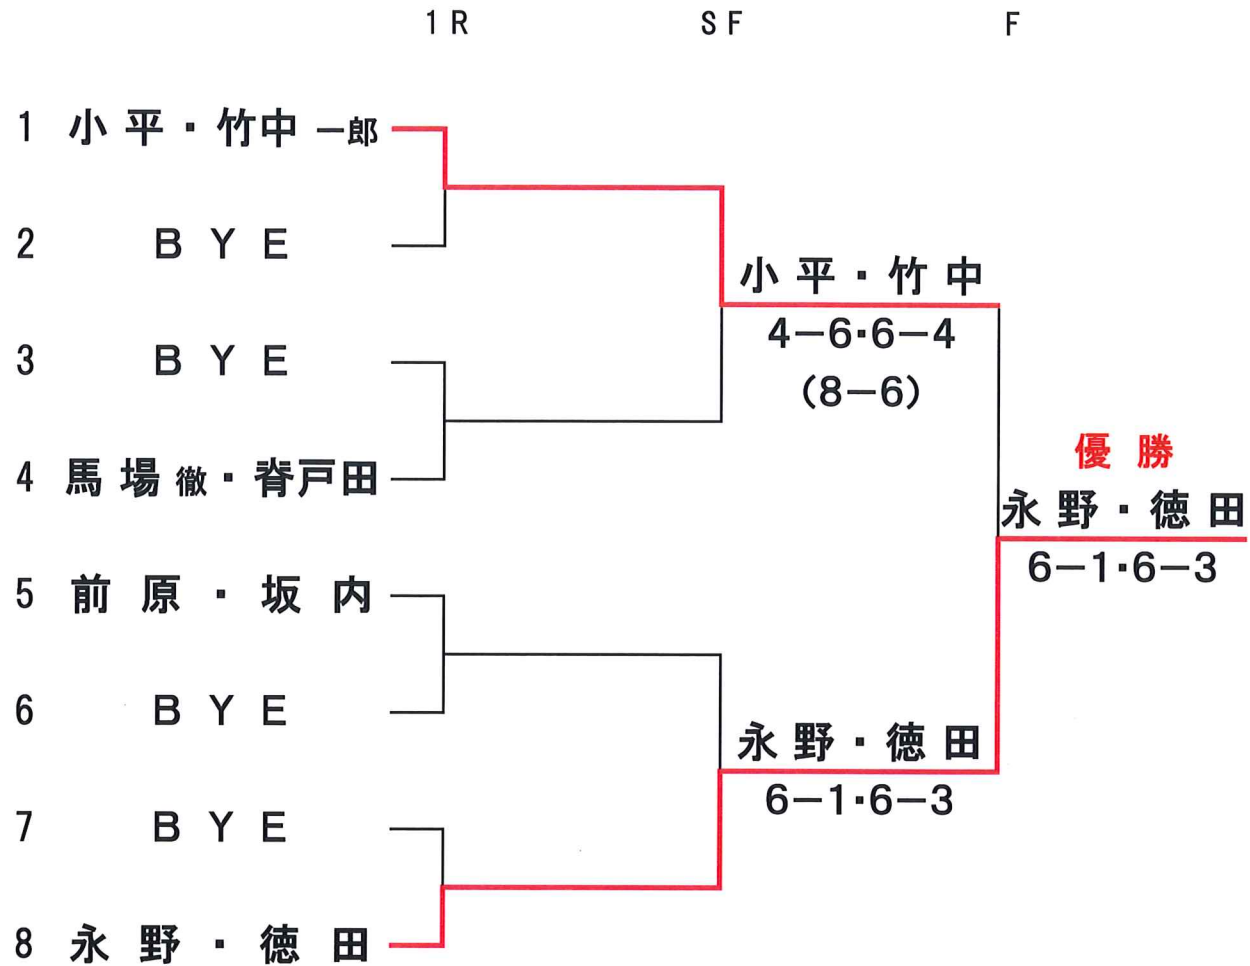 1R SF F
1 小平・竹中 一郎
2 BYE
小平・竹中
4−6・6−4
3 BYE
(8−6)
優勝
4 馬場 徹・脊戸田
永野・徳田
6−1・6−3
5 前原・坂内
6 BYE
永野・徳田
6−1・6−3
7 BYE
8 永野・徳田